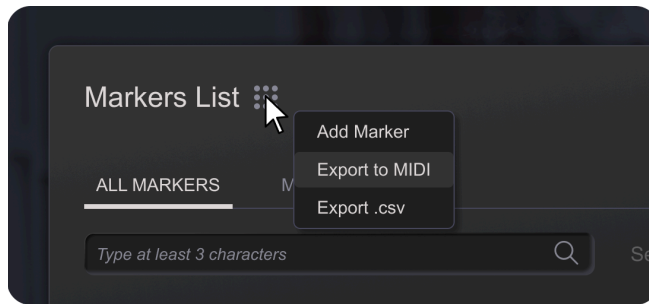 Markers List
Add Marker
Export to MIDI
Export .csv
ALL MARKERS
Type at least 3 characters